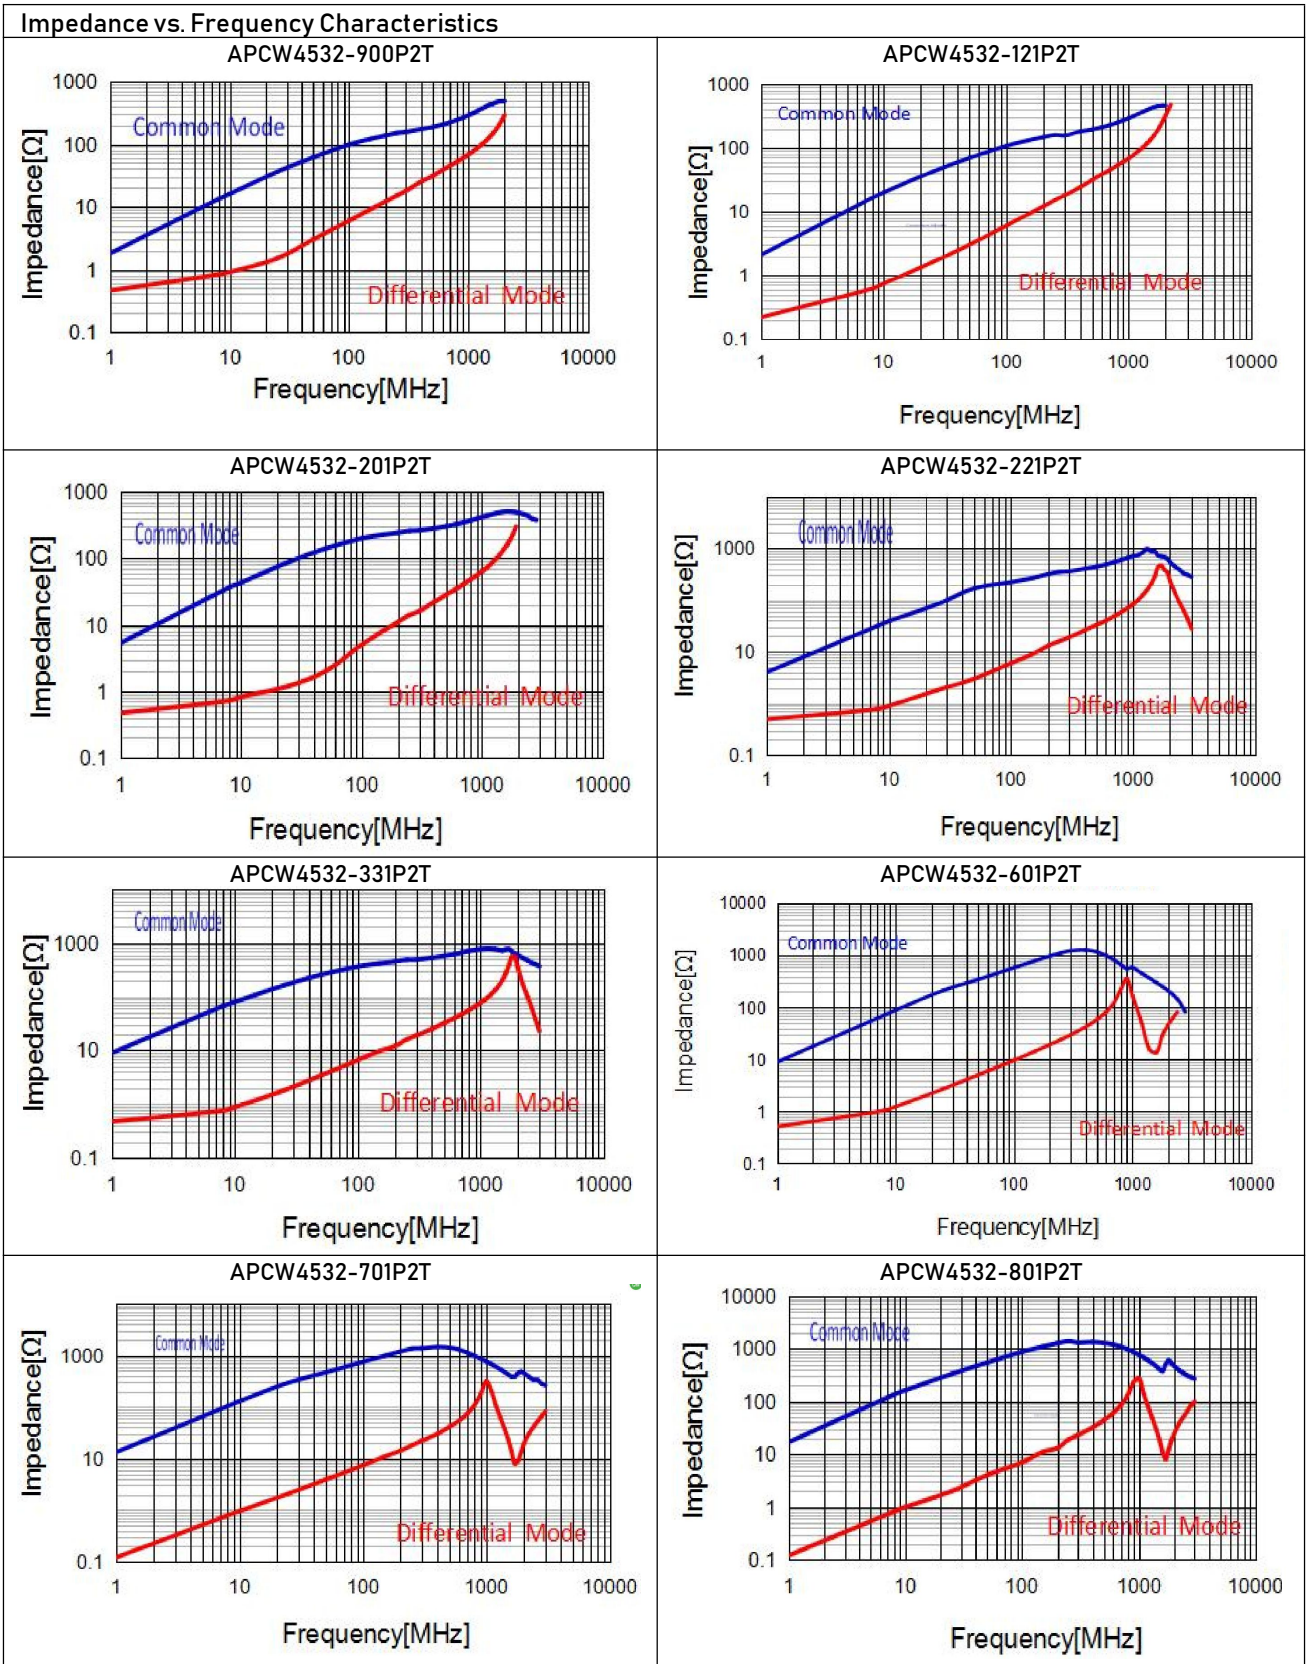 Impedance vs. Frequency Characteristics
APCW4532-900P2T
1000
100
10
1
0.1
Impedance[Ω]
Common Mode
Differential Mode
1 10 100 1000 10000
Frequency[MHz]
APCW4532-121P2T
1000
100
10
1
0.1
Impedance[Ω]
Common Mode
Differential Mode
1 10 100 1000 10000
Frequency[MHz]
APCW4532-201P2T
1000
100
10
1
0.1
Impedance[Ω]
Common Mode
Differential Mode
1 10 100 1000 10000
Frequency[MHz]
APCW4532-221P2T
1000
10
0.1
Impedance[Ω]
Common Mode
Differential Mode
1 10 100 1000 10000
Frequency[MHz]
APCW4532-331P2T
1000
10
0.1
Impedance[Ω]
Common Mode
Differential Mode
1 10 100 1000 10000
Frequency[MHz]
APCW4532-601P2T
10000
1000
100
10
1
0.1
Impedance[Ω]
Common Mode
Differential Mode
1 10 100 1000 10000
Frequency[MHz]
APCW4532-701P2T
1000
10
0.1
Impedance[Ω]
Common Mode
Differential Mode
1 10 100 1000 10000
Frequency[MHz]
APCW4532-801P2T
10000
1000
100
10
1
0.1
Impedance[Ω]
Common Mode
Differential Mode
1 10 100 1000 10000
Frequency[MHz]